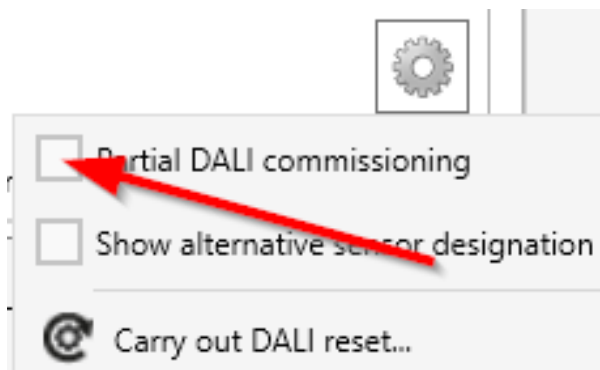 Partial DALI commissioning
Show alternative sensor designation
Carry out DALI reset...